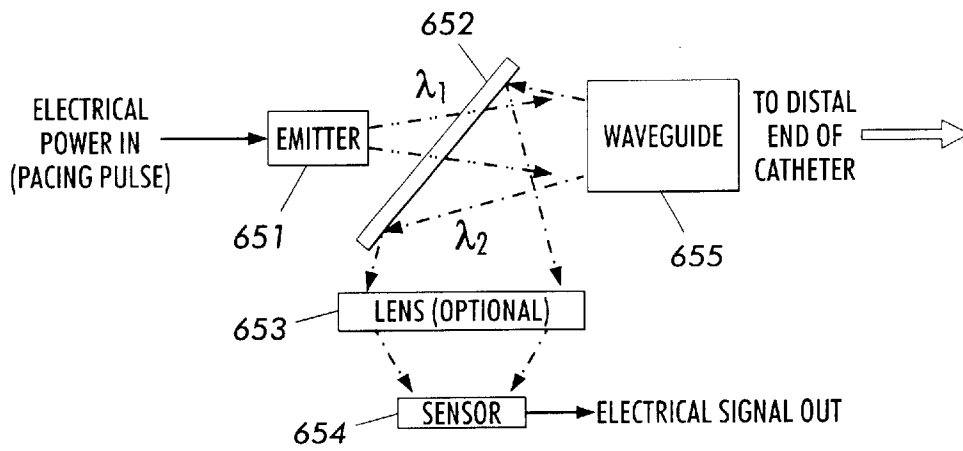 652
λ1
ELECTRICAL
POWER IN
(PACING PULSE)
EMITTER
651
WAVEGUIDE
655
TO DISTAL
END OF
CATHETER
λ2
LENS (OPTIONAL)
653
SENSOR
654
ELECTRICAL SIGNAL OUT